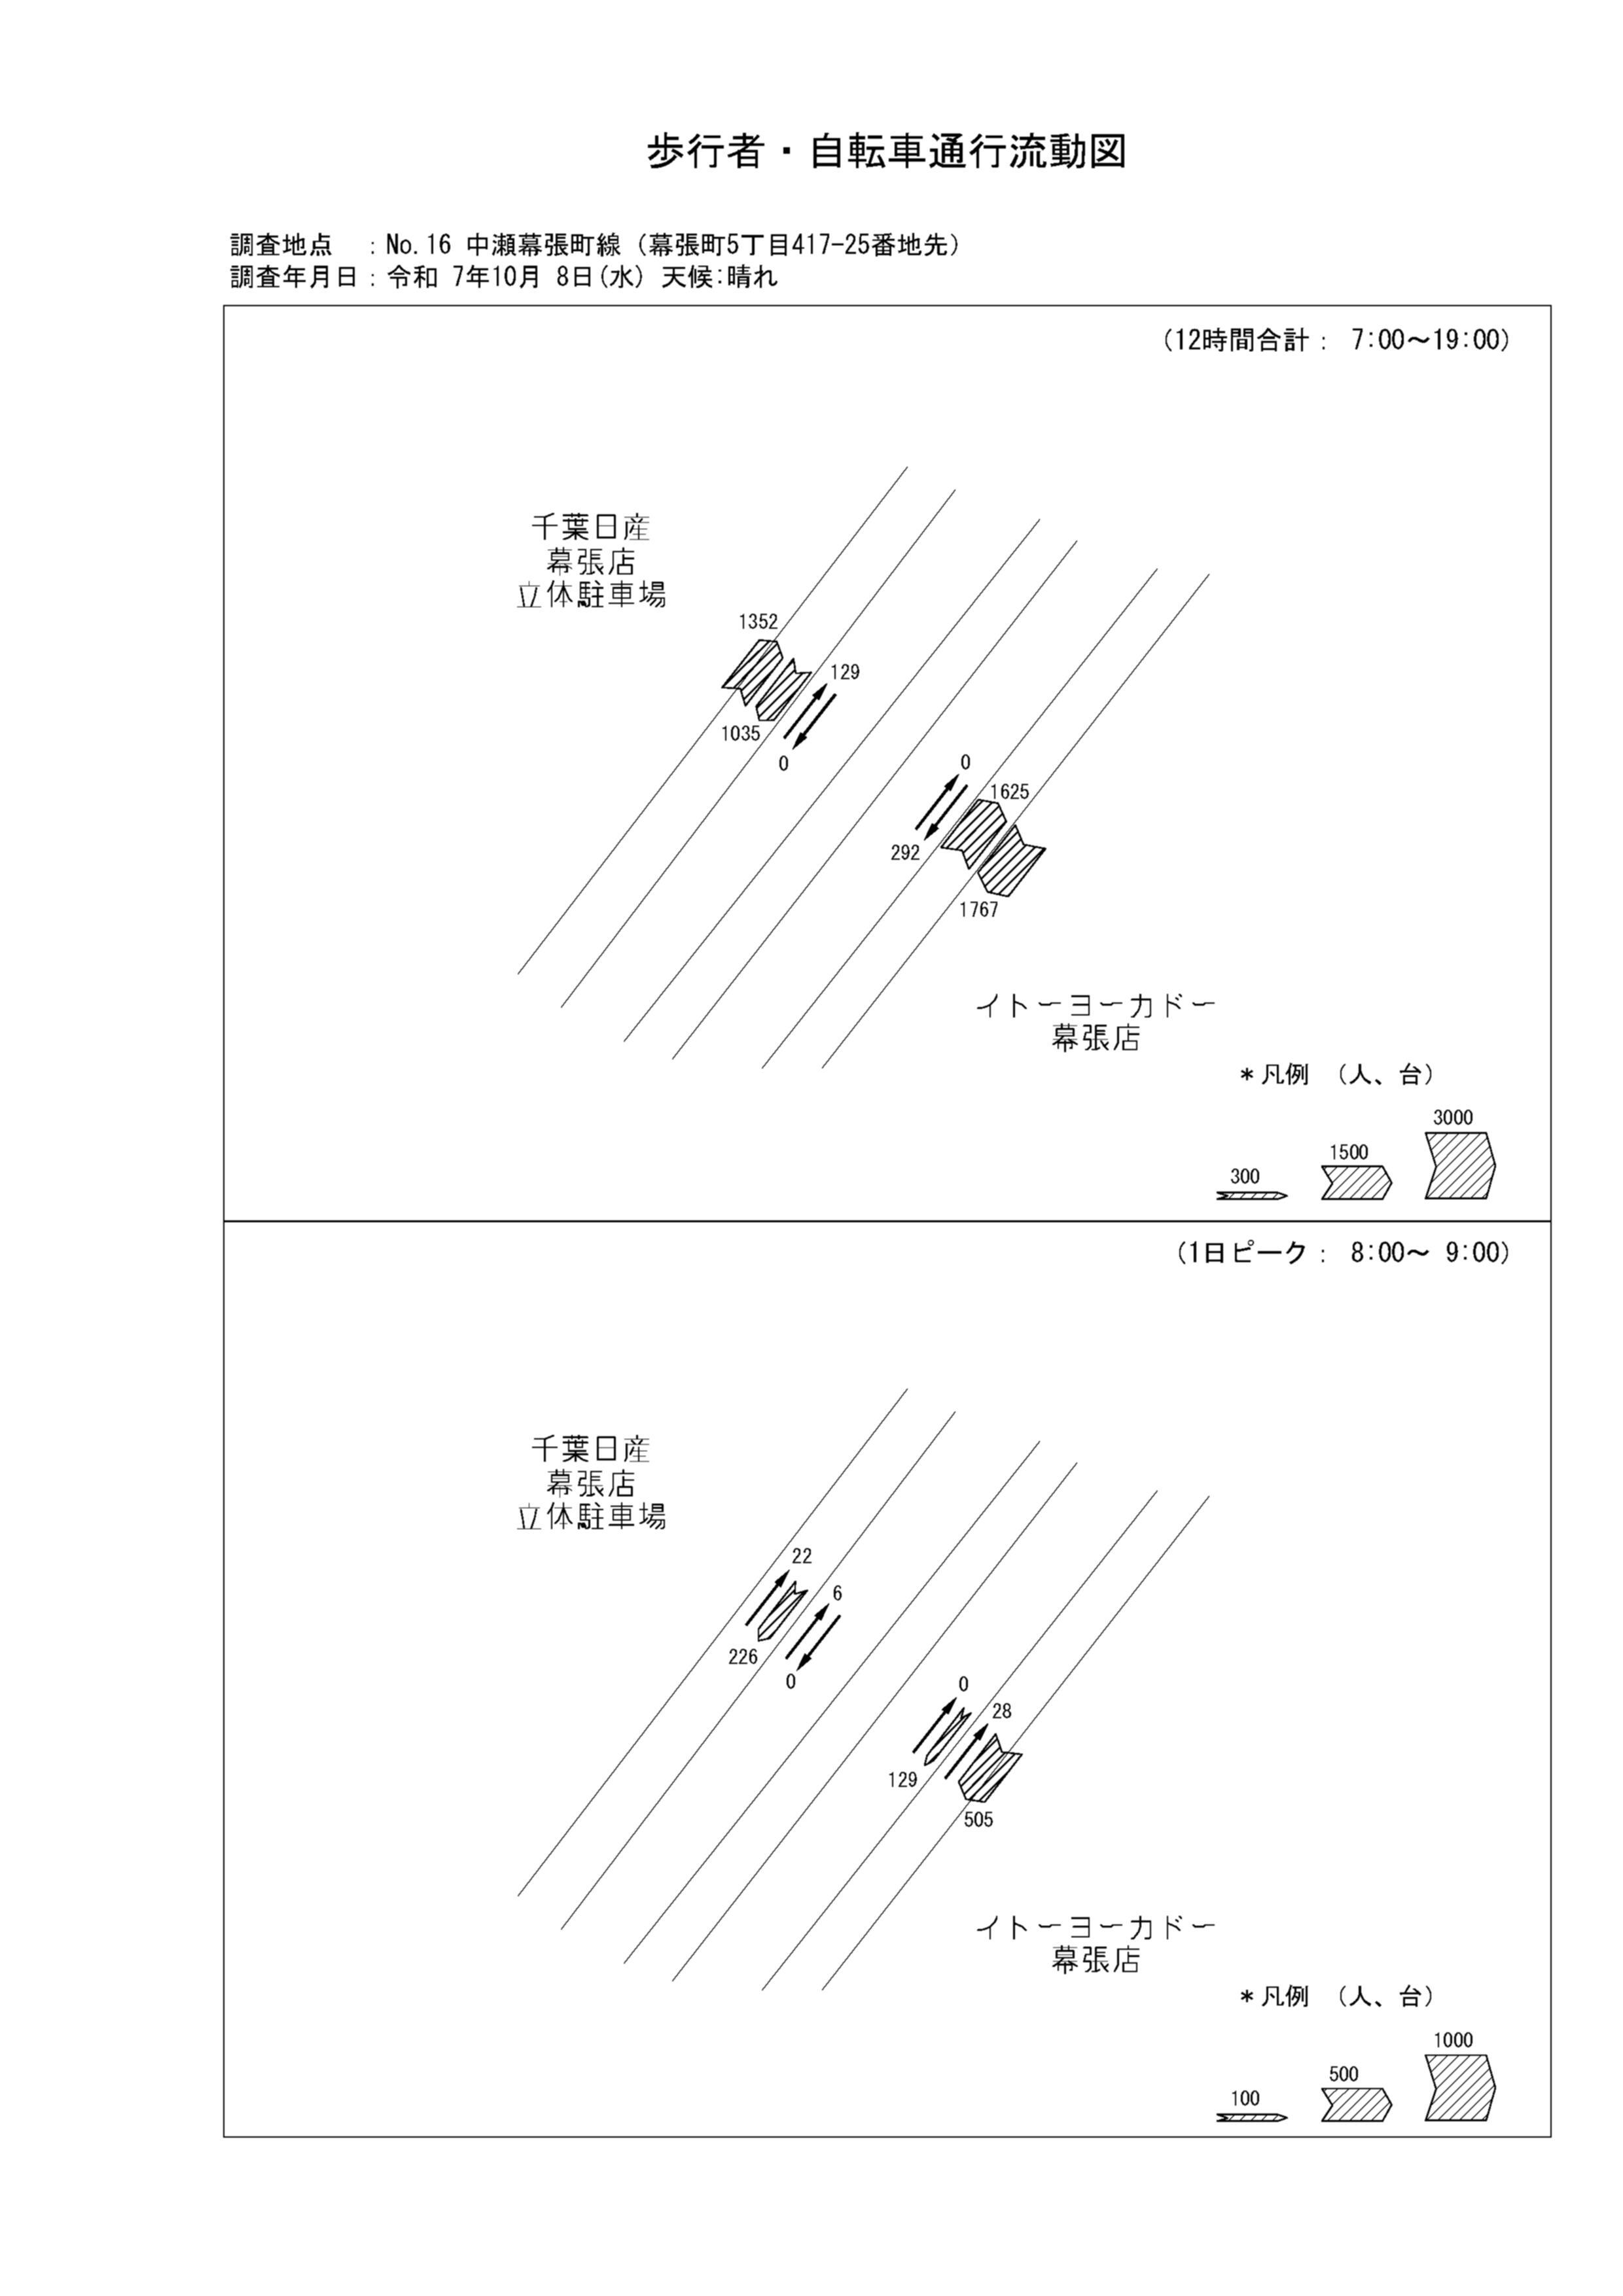 歩行者・自転車通行流動図
調査地点　：No.16 中瀬幕張町線（幕張町5丁目417-25番地先）
調査年月日：令和 7年10月 8日(水) 天候:晴れ
（12時間合計： 7:00～19:00）
千葉日産
幕張店
立体駐車場
1352
129
1035
0
0
1625
292
1767
イトーヨーカドー
幕張店
＊凡例 （人、台）
3000
1500
300
（1日ピーク： 8:00～ 9:00）
千葉日産
幕張店
立体駐車場
22
6
226
0
0
28
129
505
イトーヨーカドー
幕張店
＊凡例 （人、台）
1000
500
100